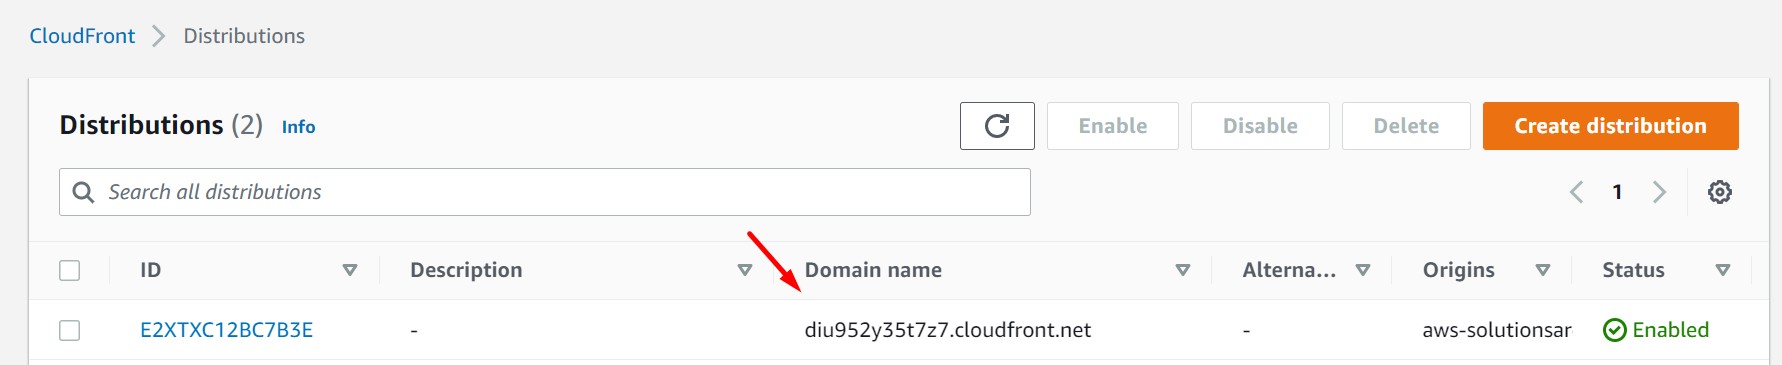 CloudFront Distributions
Distributions (2) Info Enable Disable Delete Create distribution
Search all distributions 1
ID Description Domain name Alterna... Origins Status
E2XTXC12BC7B3E - diu952y35t7z7.cloudfront.net - aws-solutionsar Enabled